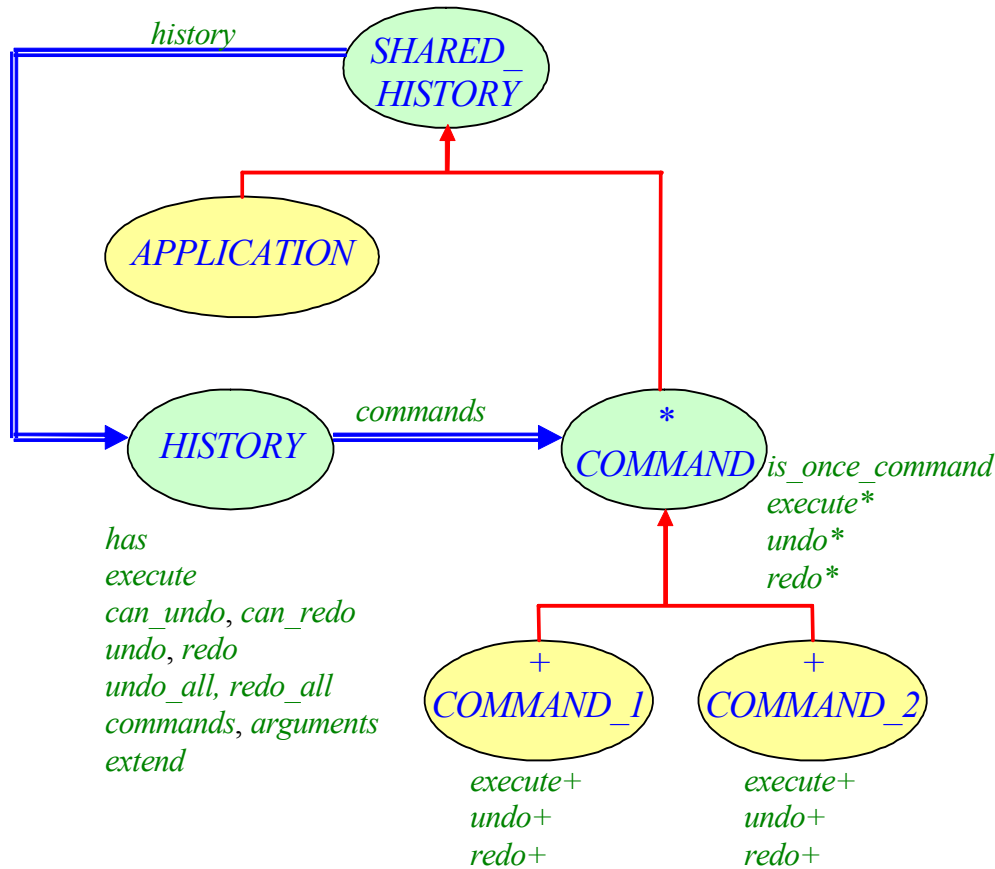 history
SHARED_
HISTORY
APPLICATION
HISTORY
commands
*
COMMAND
is_once_command
execute*
undo*
redo*
has
execute
can_undo, can_redo
undo, redo
undo_all, redo_all
commands, arguments
extend
+
COMMAND_1
execute+
undo+
redo+
+
COMMAND_2
execute+
undo+
redo+